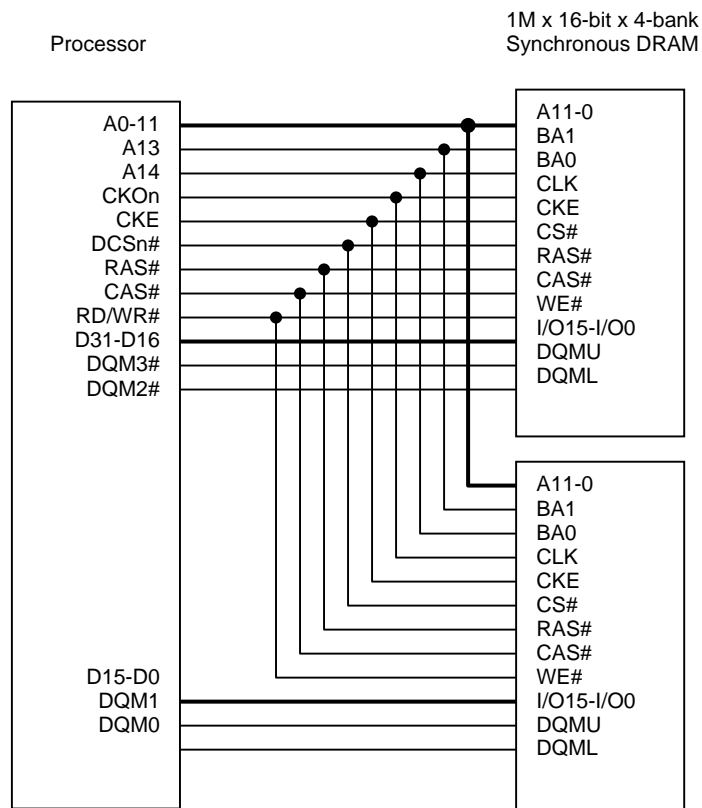 1M x 16-bit x 4-bank
Synchronous DRAM
Processor
A0-11
A13
A14
CKOn
CKE
DCSn#
RAS#
CAS#
RD/WR#
D31-D16
DQM3#
DQM2#
D15-D0
DQM1
DQM0
A11-0
BA1
BA0
CLK
CKE
CS#
RAS#
CAS#
WE#
I/O15-I/O0
DQMU
DQML
A11-0
BA1
BA0
CLK
CKE
CS#
RAS#
CAS#
WE#
I/O15-I/O0
DQMU
DQML